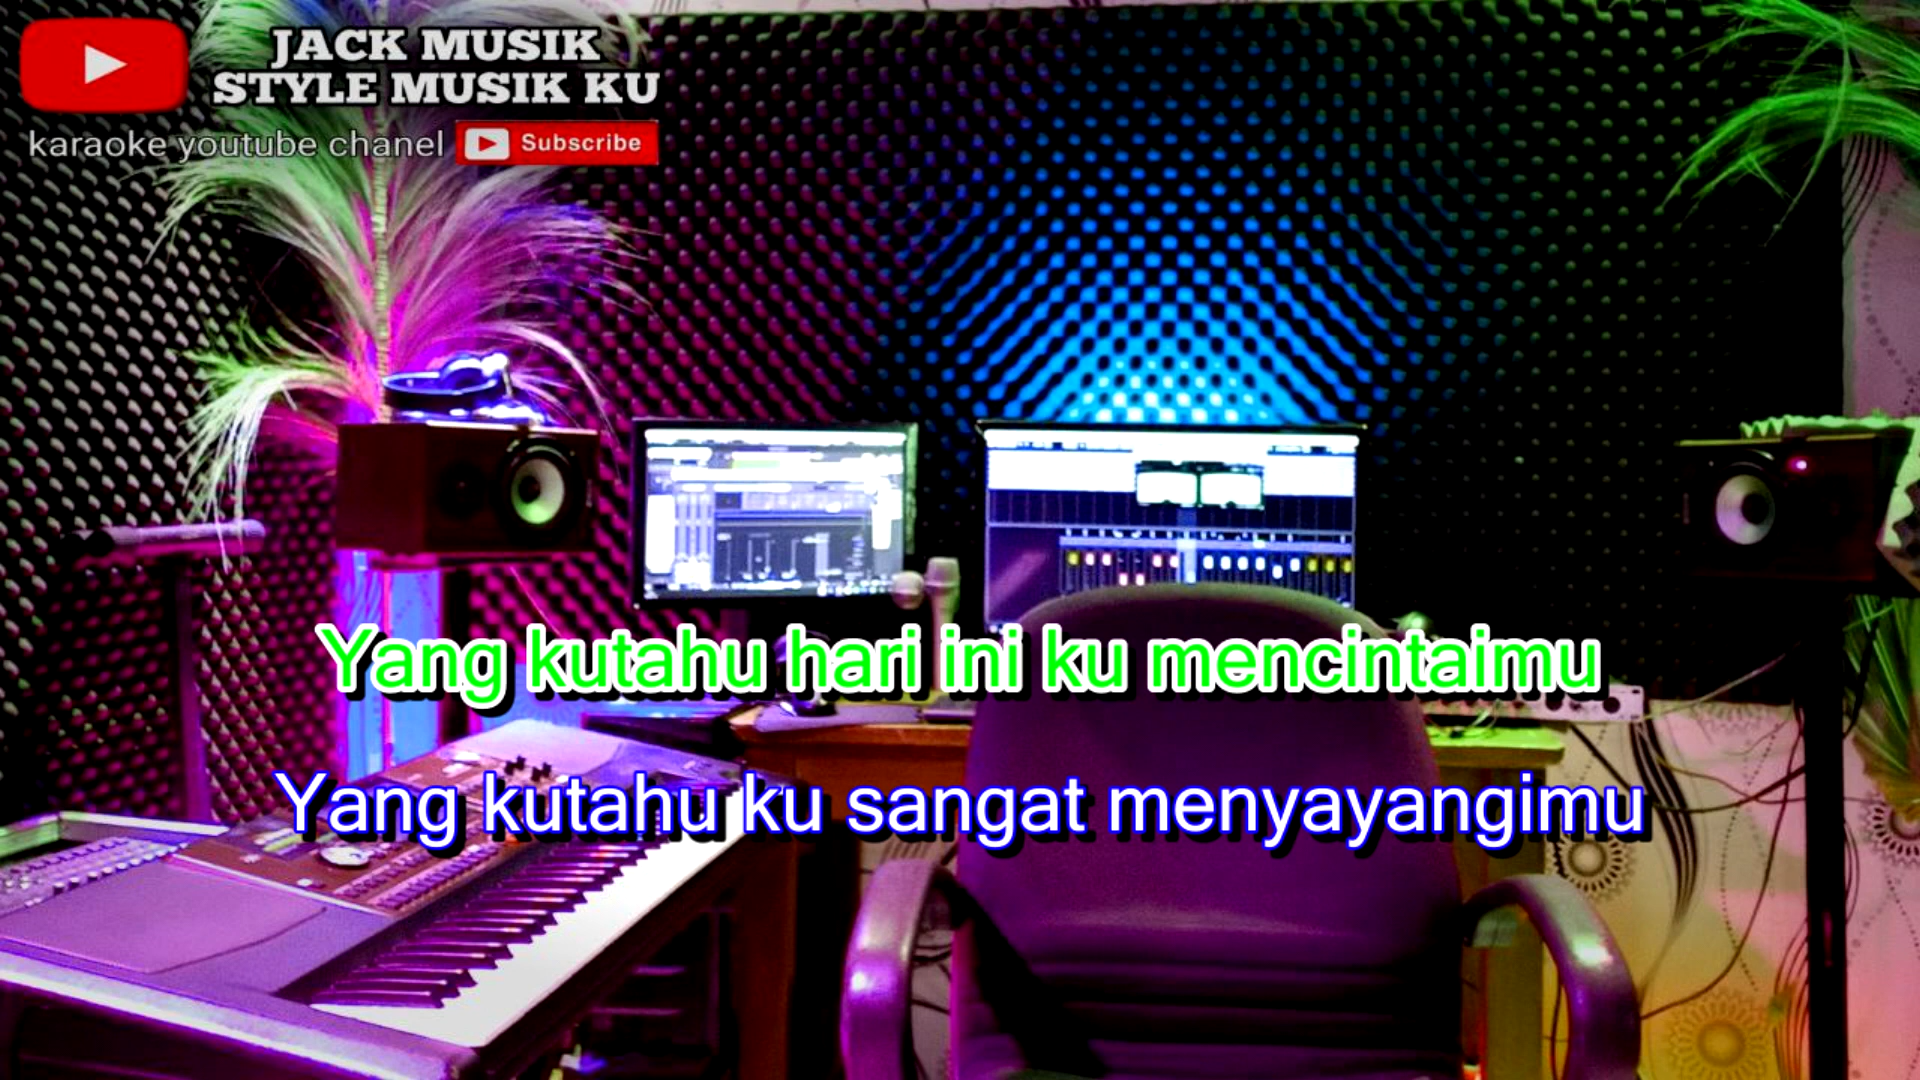 JACK MUSIK
STYLE MUSIK KU
karaoke youtube chanel
Subscribe
Yang kutahu hari ini ku mencintaimu
Yang kutahu ku sangat menyayangimu